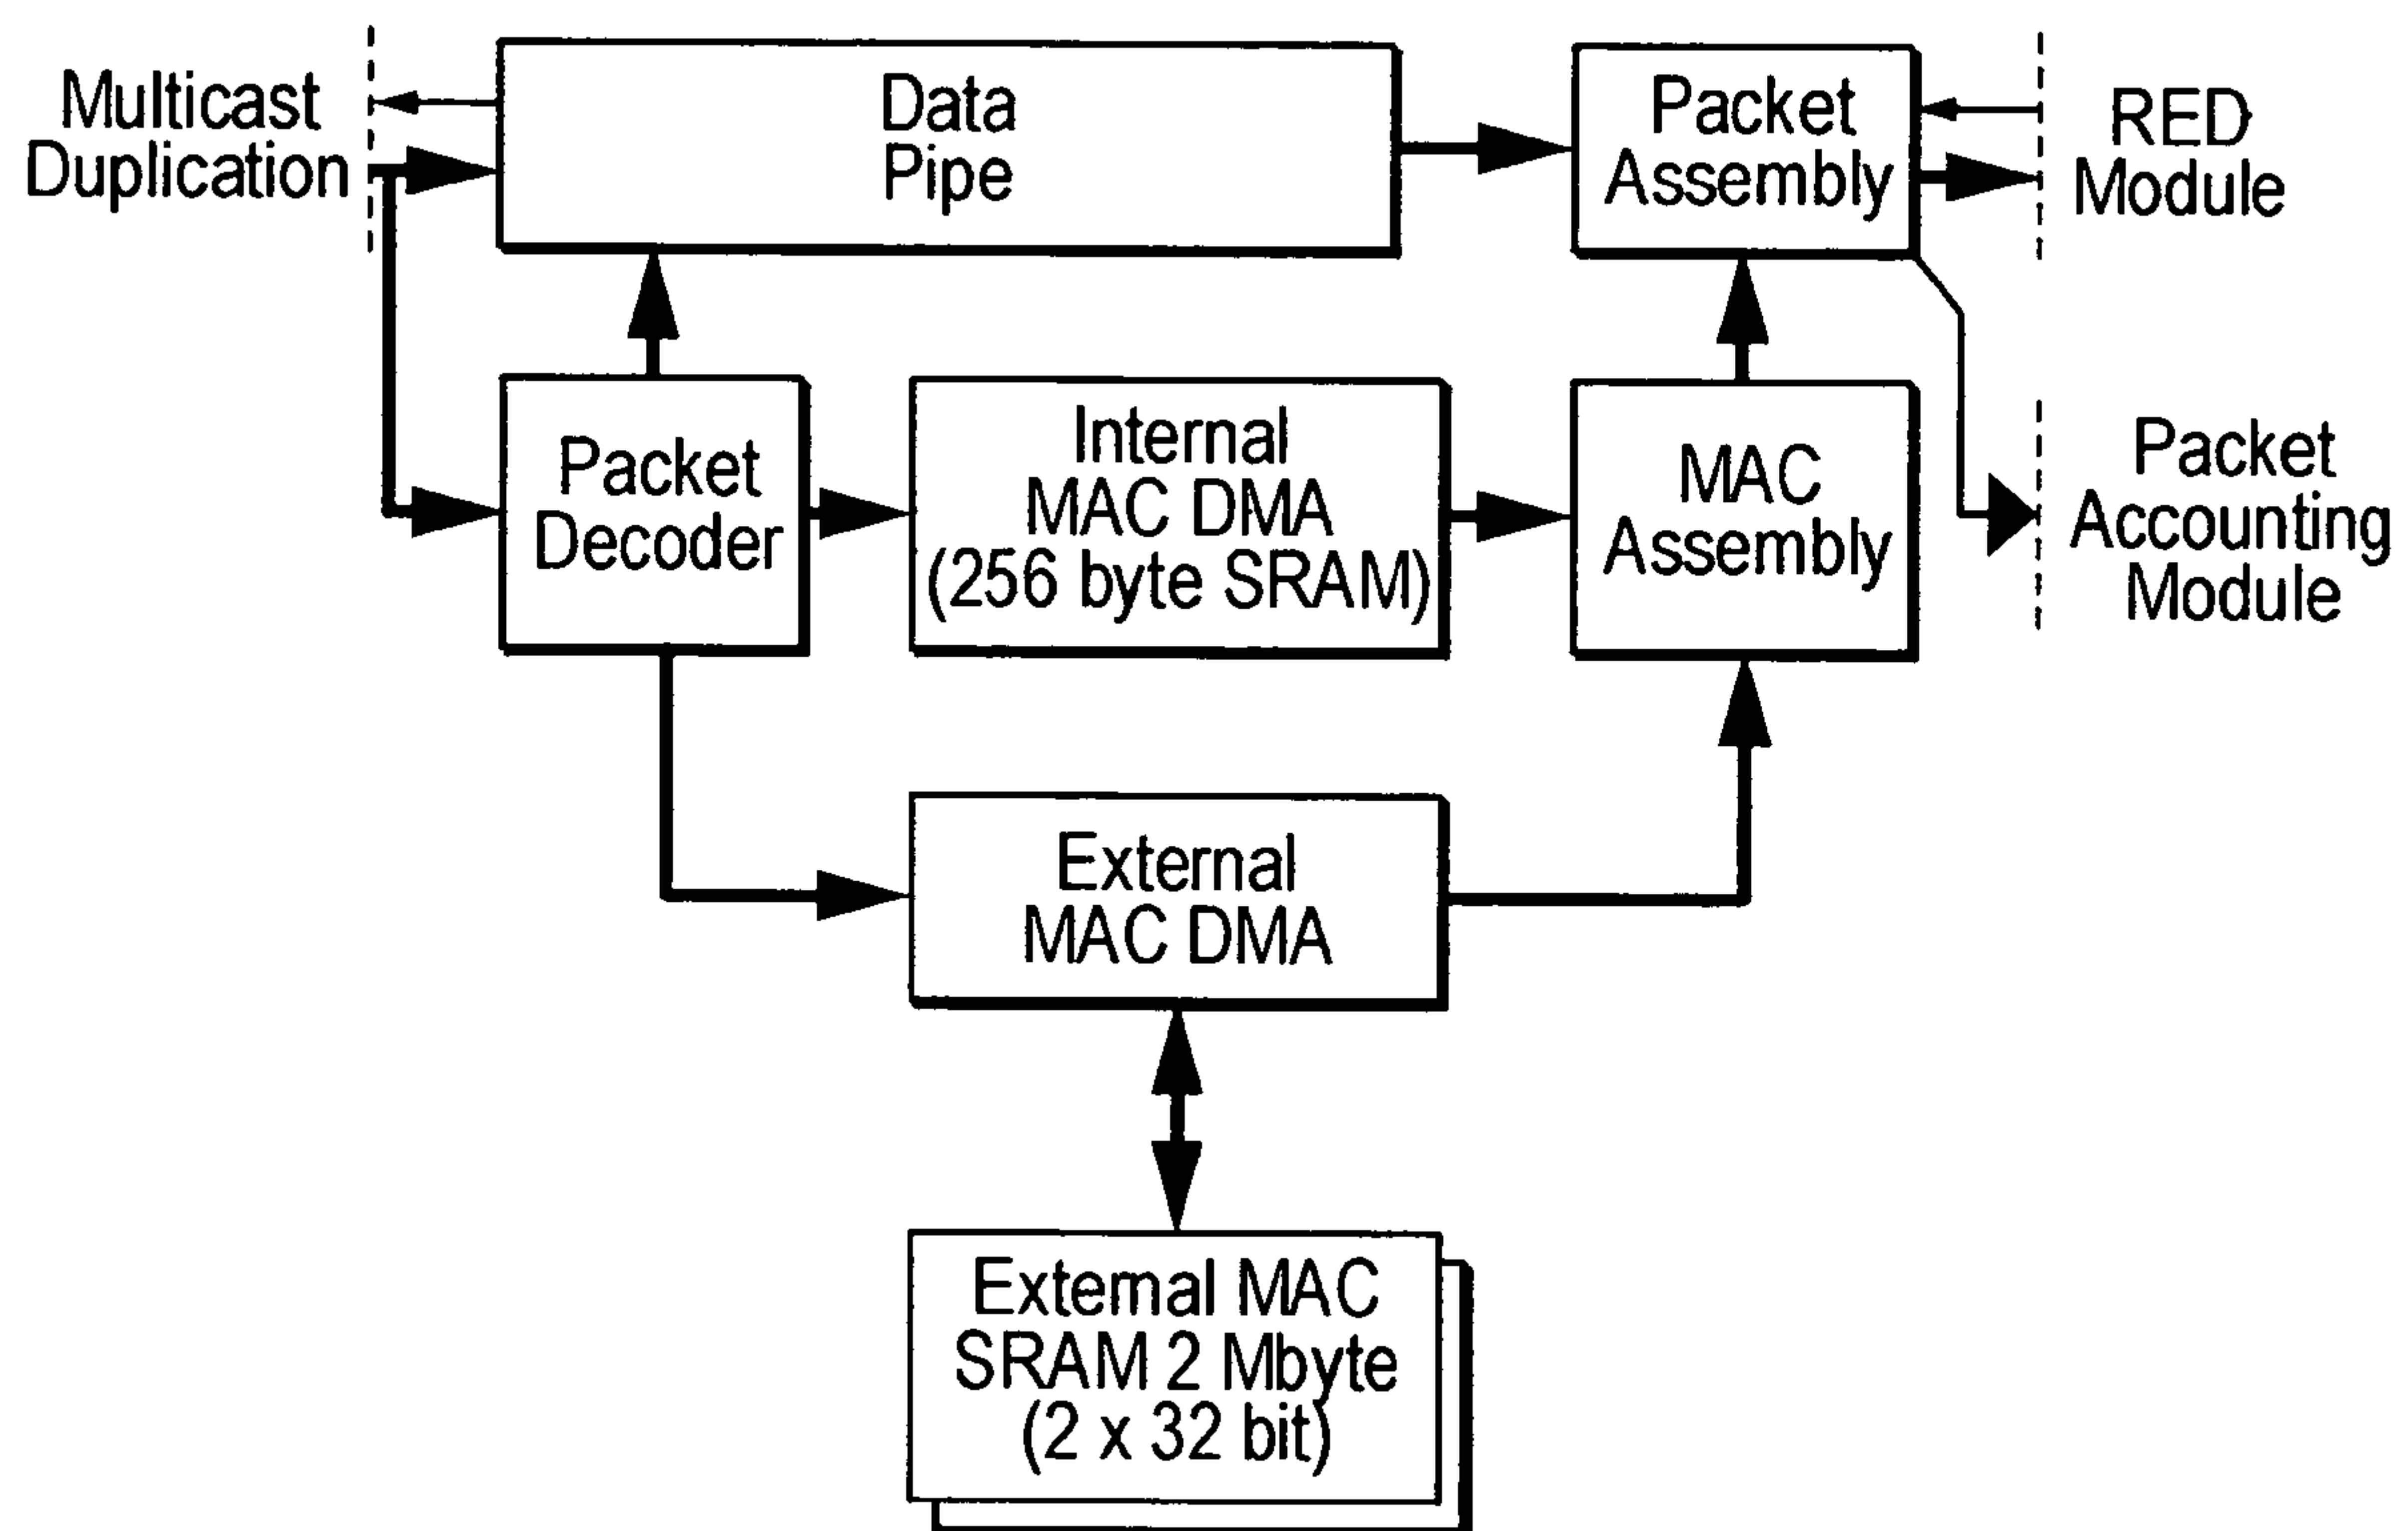 Multicast
Duplication
Data
Pipe
Packet
Assembly
RED
Module
Packet
Decoder
Internal
MAC DMA
(256 byte SRAM)
MAC
Assembly
Packet
Accounting
Module
External
MAC DMA
External MAC
SRAM 2 Mbyte
(2 x 32 bit)